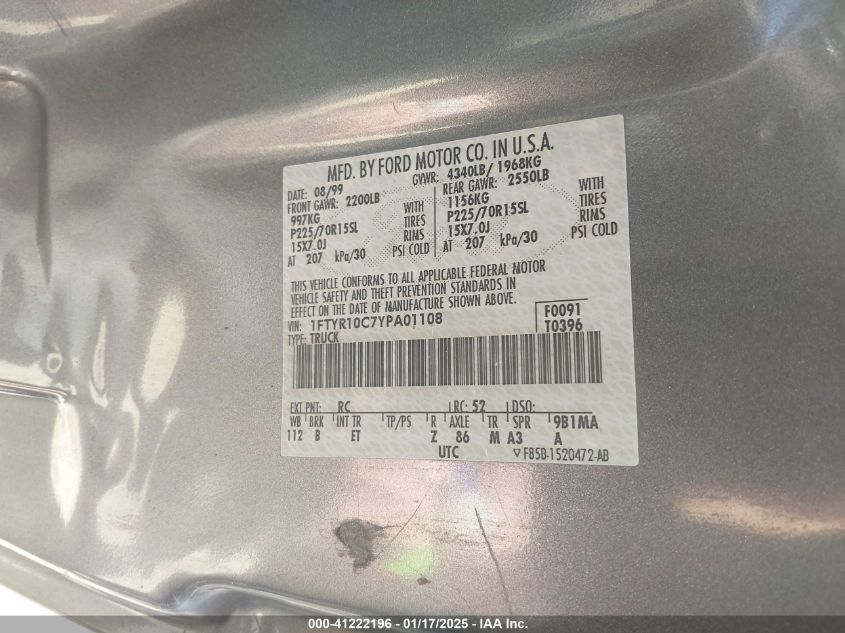 MFD. BY FORD MOTOR CO. IN U.S.A.
DATE: 08/99 GVWR: 4340LB/ 1968KG
FRONT GAWR: 2200LB REAR GAWR: 2550LB
997KG WITH 1156KG WITH
P225/70R15SL TIRES P225/70R15SL TIRES
15X7.0J RIMS 15X7.0J RIMS
AT 207 kPa/30 PSI COLD AT 207 kPa/30 PSI COLD
THIS VEHICLE CONFORMS TO ALL APPLICABLE FEDERAL MOTOR
VEHICLE SAFETY AND THEFT PREVENTION STANDARDS IN
EFFECT ON THE DATE OF MANUFACTURE SHOWN ABOVE.
VIN: 1FTYR10C7YPA01108 F0091
TYPE: TRUCK T0396
EXT PNT: RC RC: 52 DSO:
WB BRK INT TR TP/PS R AXLE TR SPR 9B1MA
112 B ET Z 86 M A3 A
UTC F85B-1520472-AB
000-41222196 - 01/17/2025 - IAA Inc.